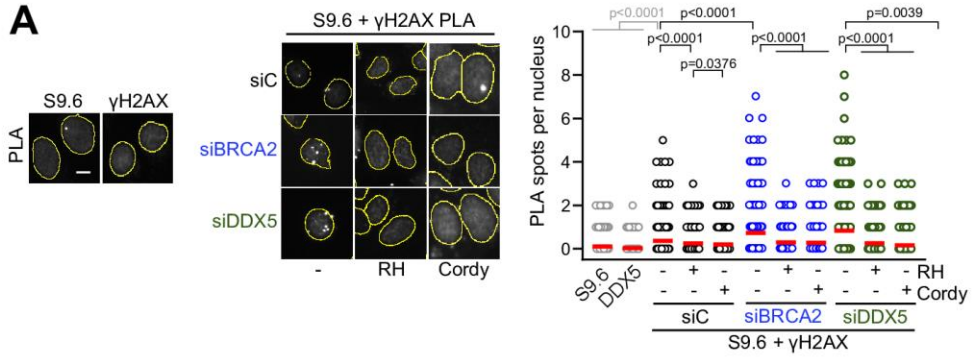 A
PLA
S9.6
γH2AX
S9.6 + γH2AX PLA
siC
siBRCA2
siDDX5
-
RH
Cordy
PLA spots per nucleus
10
8
6
4
2
0
p<0.0001
p<0.0001
p<0.0001
p=0.0376
p<0.0001
p<0.0001
p=0.0039
S9.6
DDX5
- + - - + - - + - RH
- - + - - + - - + Cordy
siC
siBRCA2
siDDX5
S9.6 + γH2AX